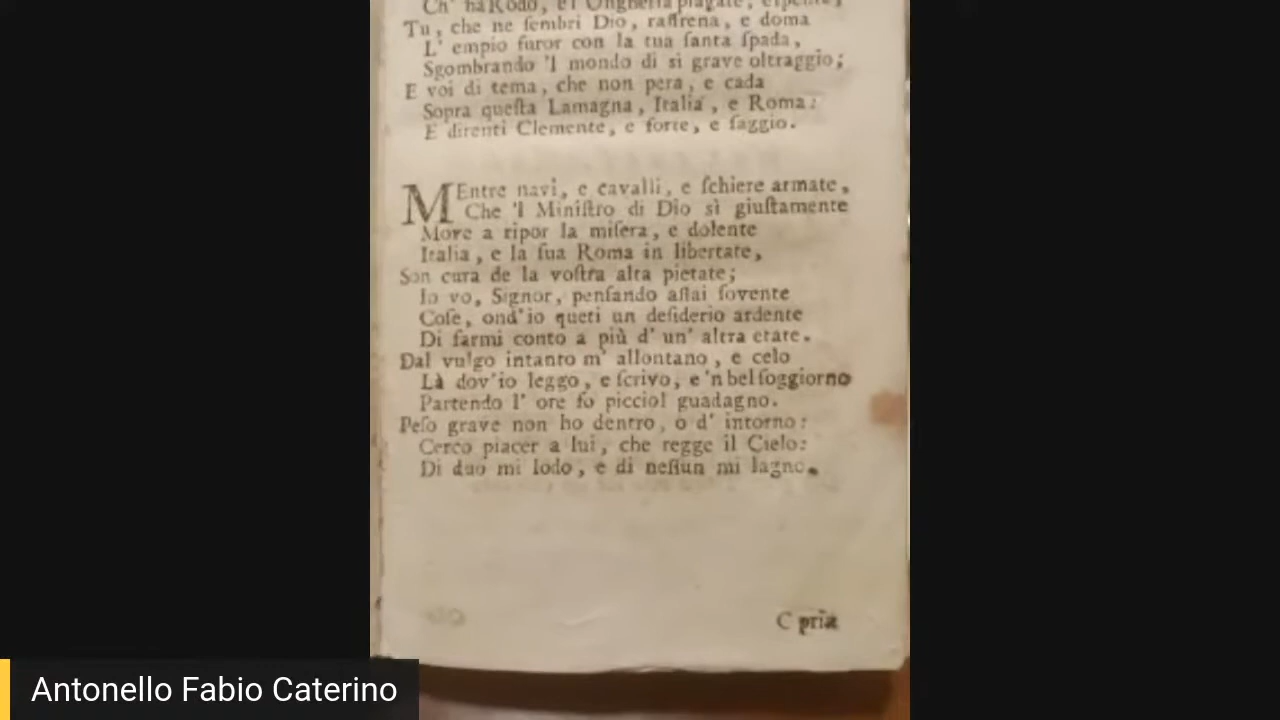 Ch' ha Rodo, e l Ungheria piagate,
Tu, che ne ſembri Dio, raffrena, e doma
L' empio furor con la tua ſanta ſpada,
Sgombrando 'l mondo di sì grave oltraggio;
E voi di tema, che non pera, e cada
Sopra queſta Lamagna, Italia, e Roma:
E direnti Clemente, e forte, e ſaggio.
MEntre navi, e cavalli, e ſchiere armate,
Che 'l Miniſtro di Dio sì giuſtamente
Move a ripor la miſera, e dolente
Italia, e la ſua Roma in libertate,
Son cura de la voſtra alta pietate;
Io vo, Signor, penſando aſſai ſovente
Coſe, ond'io queti un deſiderio ardente
Di farmi conto a più d' un' altra etate.
Dal vulgo intanto m' allontano, e celo
Là dov'io leggo, e ſcrivo, e 'n bel ſoggiorno
Partendo l' ore fo picciol guadagno.
Peſo grave non ho dentro, o d' intorno:
Cerco piacer a lui, che regge il Cielo:
Di duo mi lodo, e di neſſun mi lagno.
C pria
Antonello Fabio Caterino